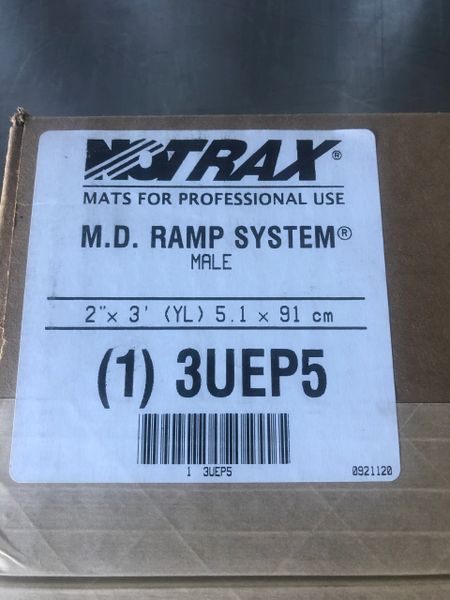 NOTRAX®
MATS FOR PROFESSIONAL USE
M.D. RAMP SYSTEM®
MALE
2"x 3' (YL) 5.1 x 91 cm
(1) 3UEP5
1 3UEP5
0921120